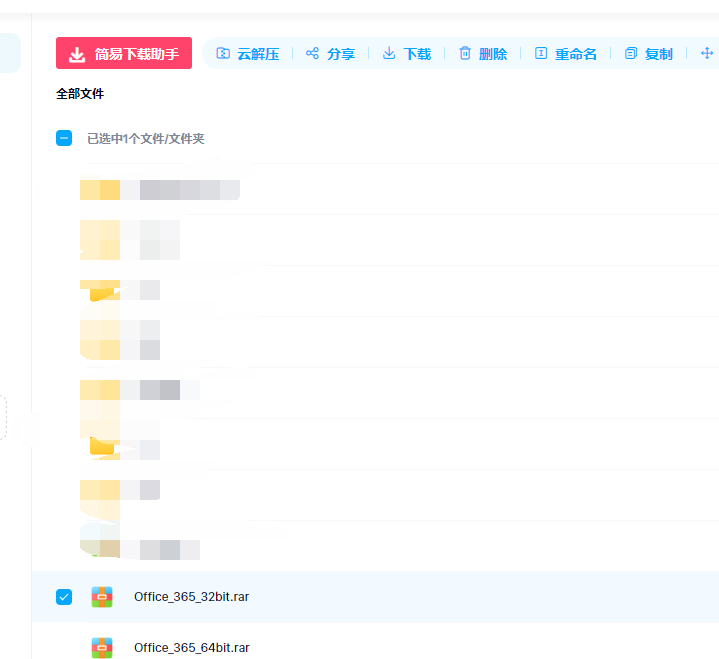 简易下载助手 云解压 分享 下载 删除 重命名 复制
全部文件
已选中1个文件/文件夹
Office_365_32bit.rar
Office_365_64bit.rar